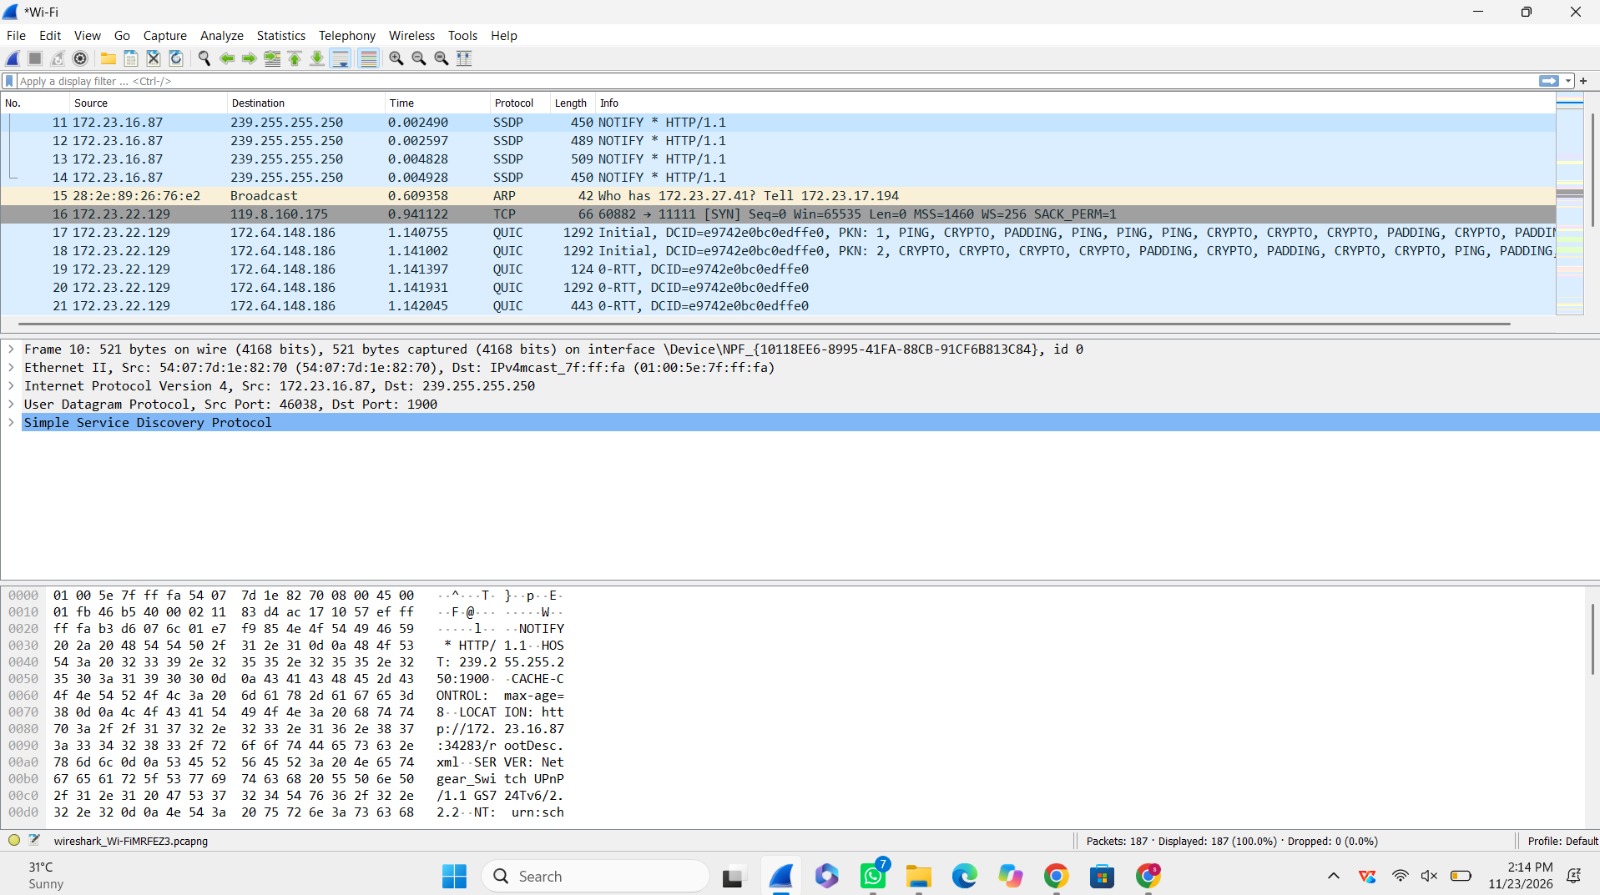 *Wi-Fi
File Edit View Go Capture Analyze Statistics Telephony Wireless Tools Help
Apply a display filter ... <Ctrl-/>
No. Source Destination Time Protocol Length Info
11 172.23.16.87 239.255.255.250 0.002490 SSDP 450 NOTIFY * HTTP/1.1
12 172.23.16.87 239.255.255.250 0.002597 SSDP 489 NOTIFY * HTTP/1.1
13 172.23.16.87 239.255.255.250 0.004828 SSDP 509 NOTIFY * HTTP/1.1
14 172.23.16.87 239.255.255.250 0.004928 SSDP 450 NOTIFY * HTTP/1.1
15 28:2e:89:26:76:e2 Broadcast 0.609358 ARP 42 Who has 172.23.27.41? Tell 172.23.17.194
16 172.23.22.129 119.8.160.175 0.941122 TCP 66 60882 → 11111 [SYN] Seq=0 Win=65535 Len=0 MSS=1460 WS=256 SACK_PERM=1
17 172.23.22.129 172.64.148.186 1.140755 QUIC 1292 Initial, DCID=e9742e0bc0edffe0, PKN: 1, PING, CRYPTO, PADDING, PING, PING, PING, CRYPTO, CRYPTO, CRYPTO, PADDING, CRYPTO, PADDIN
18 172.23.22.129 172.64.148.186 1.141002 QUIC 1292 Initial, DCID=e9742e0bc0edffe0, PKN: 2, CRYPTO, CRYPTO, CRYPTO, CRYPTO, PADDING, CRYPTO, PADDING, CRYPTO, CRYPTO, PING, PADDING,
19 172.23.22.129 172.64.148.186 1.141397 QUIC 124 0-RTT, DCID=e9742e0bc0edffe0
20 172.23.22.129 172.64.148.186 1.141931 QUIC 1292 0-RTT, DCID=e9742e0bc0edffe0
21 172.23.22.129 172.64.148.186 1.142045 QUIC 443 0-RTT, DCID=e9742e0bc0edffe0
Frame 10: 521 bytes on wire (4168 bits), 521 bytes captured (4168 bits) on interface \Device\NPF_{10118EE6-8995-41FA-88CB-91CF6B813C84}, id 0
Ethernet II, Src: 54:07:7d:1e:82:70 (54:07:7d:1e:82:70), Dst: IPv4mcast_7f:ff:fa (01:00:5e:7f:ff:fa)
Internet Protocol Version 4, Src: 172.23.16.87, Dst: 239.255.255.250
User Datagram Protocol, Src Port: 46038, Dst Port: 1900
Simple Service Discovery Protocol
0000 01 00 5e 7f ff fa 54 07 7d 1e 82 70 08 00 45 00 ··^···T· }··p··E·
0010 01 fb 46 b5 40 00 02 11 83 d4 ac 17 10 57 ef ff ··F·@··· ·····W··
0020 ff fa b3 d6 07 6c 01 e7 f9 85 4e 4f 54 49 46 59 ·····l·· ··NOTIFY
0030 20 2a 20 48 54 54 50 2f 31 2e 31 0d 0a 48 4f 53 * HTTP/ 1.1··HOS
0040 54 3a 20 32 33 39 2e 32 35 35 2e 32 35 35 2e 32 T: 239.2 55.255.2
0050 35 30 3a 31 39 30 30 0d 0a 43 41 43 48 45 2d 43 50:1900· ·CACHE-C
0060 4f 4e 54 52 4f 4c 3a 20 6d 61 78 2d 61 67 65 3d ONTROL: max-age=
0070 38 0d 0a 4c 4f 43 41 54 49 4f 4e 3a 20 68 74 74 8··LOCAT ION: htt
0080 70 3a 2f 2f 31 37 32 2e 32 33 2e 31 36 2e 38 37 p://172. 23.16.87
0090 3a 33 34 32 38 33 2f 72 6f 6f 74 44 65 73 63 2e :34283/r ootDesc.
00a0 78 6d 6c 0d 0a 53 45 52 56 45 52 3a 20 4e 65 74 xml··SER VER: Net
00b0 67 65 61 72 5f 53 77 69 74 63 68 20 55 50 6e 50 gear_Swi tch UPnP
00c0 2f 31 2e 31 20 47 53 37 32 34 54 76 36 2f 32 2e /1.1 GS7 24Tv6/2.
00d0 32 2e 32 0d 0a 4e 54 3a 20 75 72 6e 3a 73 63 68 2.2··NT: urn:sch
wireshark_Wi-FiMRFEZ3.pcapng
Packets: 187 · Displayed: 187 (100.0%) · Dropped: 0 (0.0%)
Profile: Default
31°C
Sunny
Search
7
2:14 PM
11/23/2026